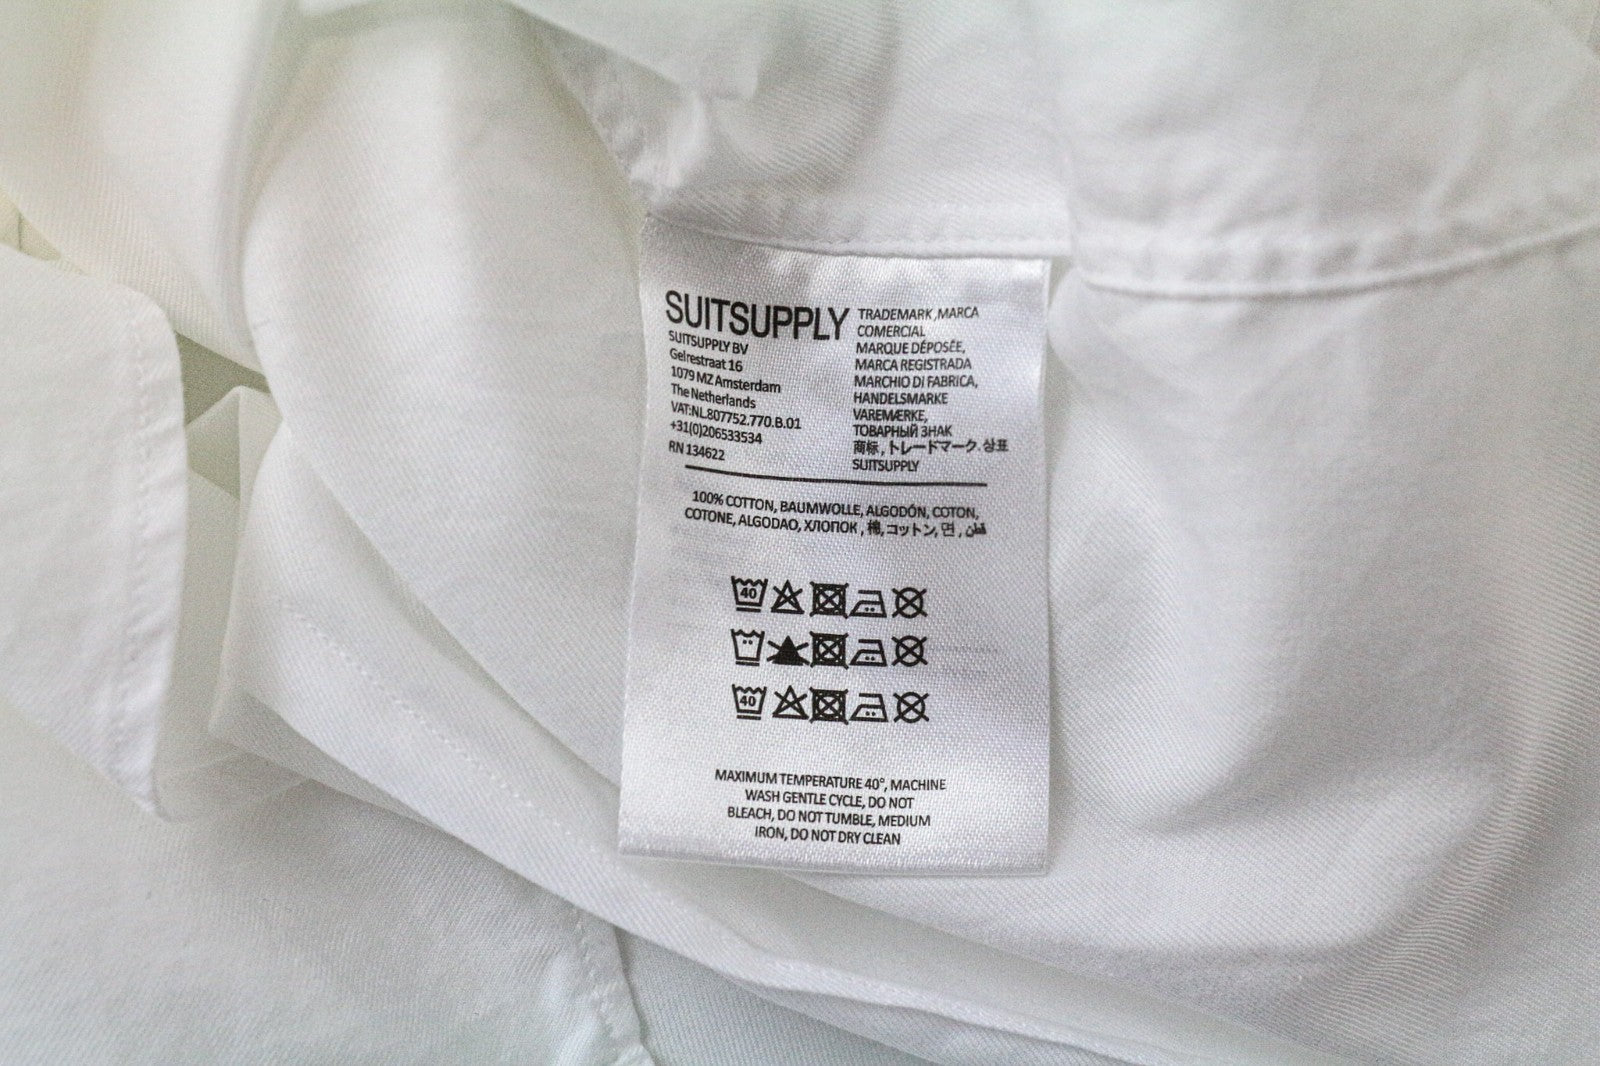 SUITSUPPLY
SUITSUPPLY BV
Gelrestraat 16
1079 MZ Amsterdam
The Netherlands
VAT:NL.807752.770.B.01
+31(0)206533534
RN 134622
TRADEMARK,MARCA
COMERCIAL
MARQUE DÉPOSÉE,
MARCA REGISTRADA
MARCHIO DI FABRICA,
HANDELSMARKE
VAREMÆRKE,
ТОВАРНЫЙ ЗНАК
商标, トレードマーク. 상표
SUITSUPPLY
100% COTTON, BAUMWOLLE, ALGODÓN, COTON,
COTONE, ALGODAO, ХЛОПОК, 棉, コットン, 면, قطن
40
40
MAXIMUM TEMPERATURE 40°, MACHINE
WASH GENTLE CYCLE, DO NOT
BLEACH, DO NOT TUMBLE, MEDIUM
IRON, DO NOT DRY CLEAN